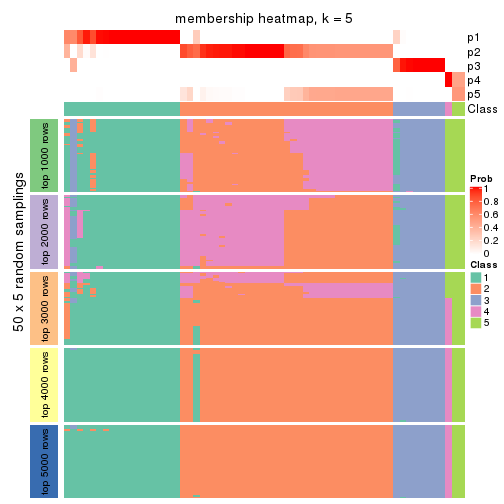 membership heatmap, k = 5
p1
p2
p3
p4
p5
Class
50 x 5 random samplings
top 1000 rows
top 2000 rows
top 3000 rows
top 4000 rows
top 5000 rows
Prob
1
0.8
0.6
0.4
0.2
0
Class
1
2
3
4
5